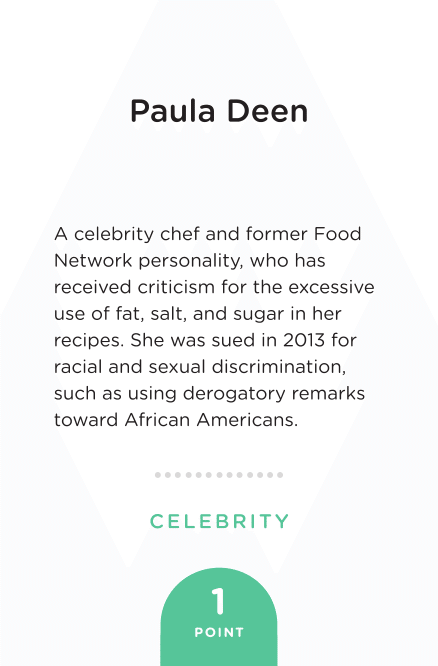 Paula Deen
A celebrity chef and former Food
Network personality, who has
received criticism for the excessive
use of fat, salt, and sugar in her
recipes. She was sued in 2013 for
racial and sexual discrimination,
such as using derogatory remarks
toward African Americans.
CELEBRITY
1
POINT